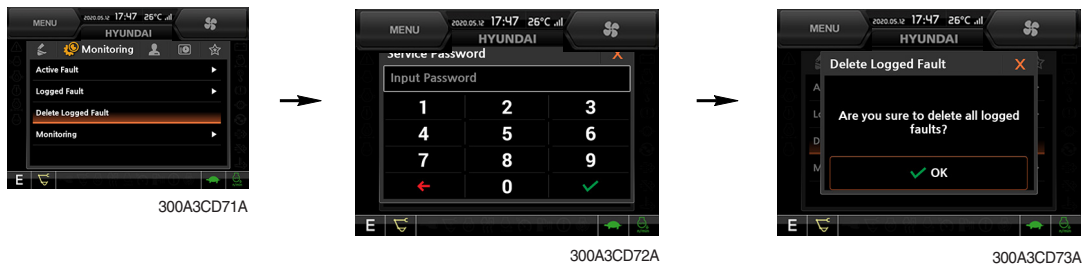 MENU
2020.05.12 17:47 26°C
HYUNDAI
Monitoring
Active Fault
Logged Fault
Delete Logged Fault
Monitoring
E
300A3CD71A
MENU
2020.05.12 17:47 26°C
HYUNDAI
Service Password X
Input Password
1 2 3
4 5 6
7 8 9
0
E
300A3CD72A
MENU
2020.05.12 17:47 26°C
HYUNDAI
Delete Logged Fault X
Are you sure to delete all logged
faults?
OK
E
300A3CD73A